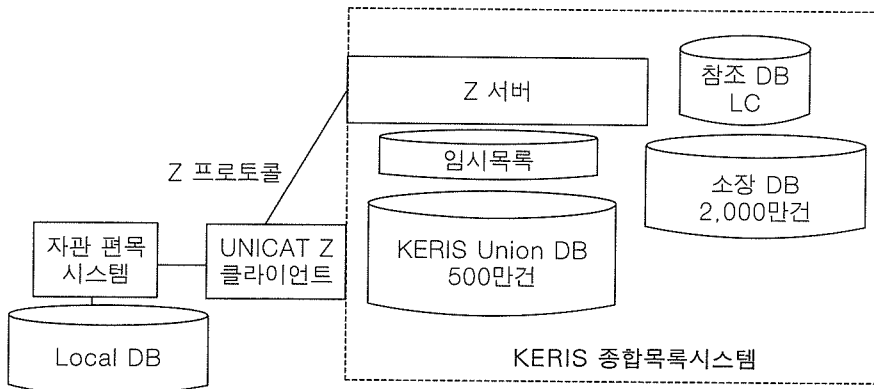 Z 서버
참조 DB
LC
임시목록
Z 프로토콜
소장 DB
2,000만건
자관 편목
시스템
UNICAT Z
클라이언트
KERIS Union DB
500만건
Local DB
KERIS 종합목록시스템